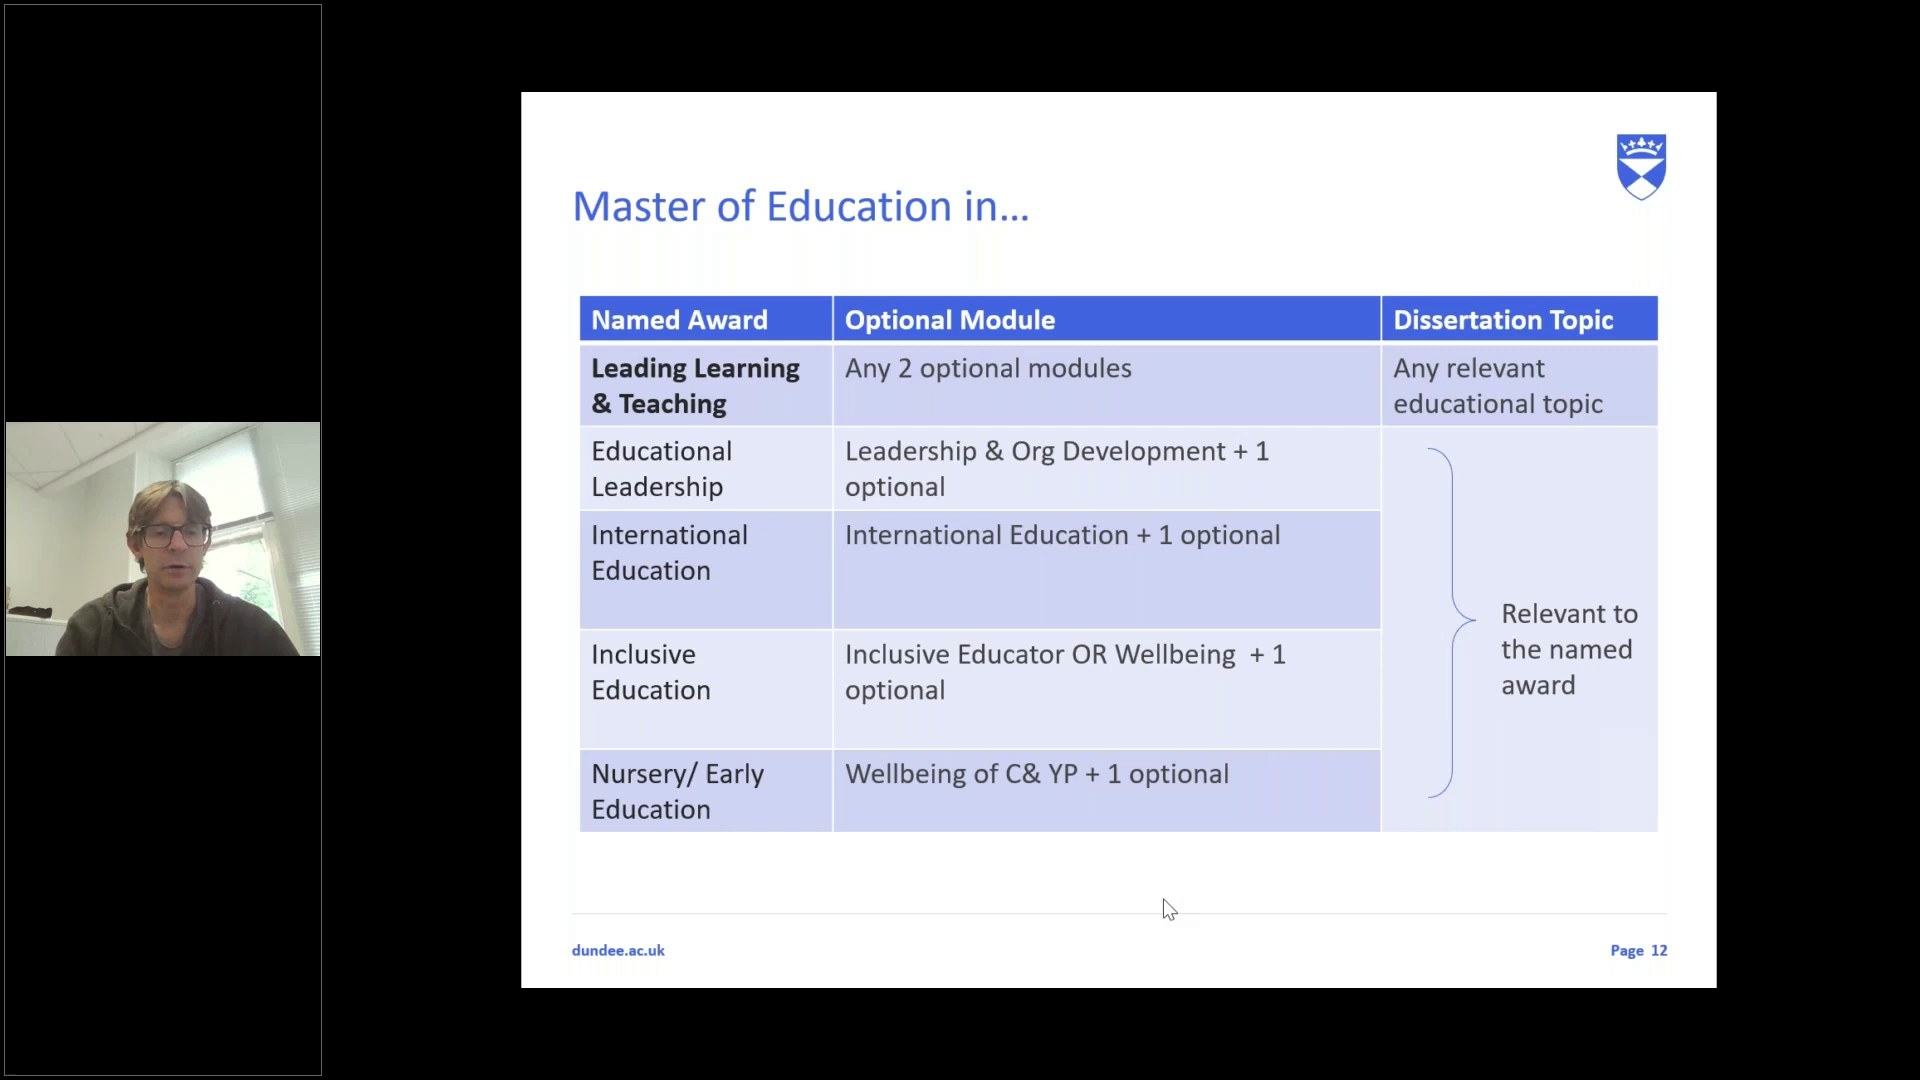 Master of Education in...
Named Award
Optional Module
Dissertation Topic
Leading Learning
& Teaching
Any 2 optional modules
Any relevant
educational topic
Educational
Leadership
Leadership & Org Development + 1
optional
International
Education
International Education + 1 optional
Inclusive
Education
Inclusive Educator OR Wellbeing + 1
optional
Nursery/ Early
Education
Wellbeing of C& YP + 1 optional
Relevant to
the named
award
dundee.ac.uk
Page 12